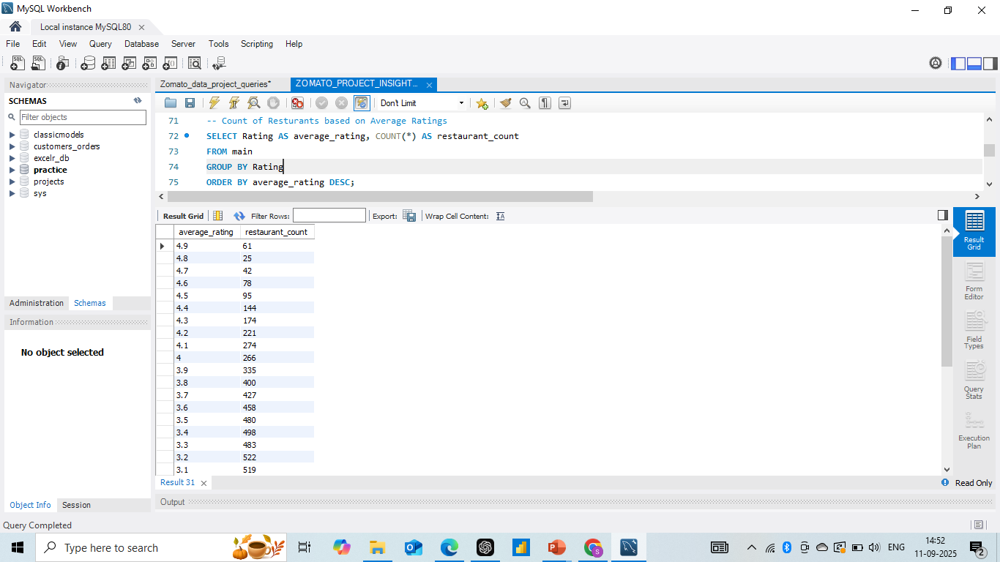 MySQL Workbench
Local instance MySQL80
File Edit View Query Database Server Tools Scripting Help
Navigator
SCHEMAS
Filter objects
classicmodels
customers_orders
excelr_db
practice
projects
sys
Administration Schemas
Information
No object selected
Object Info Session
Zomato_data_project_queries*
ZOMATO_PROJECT_INSIGHT...
Don't Limit
71 -- Count of Resturants based on Average Ratings
72 SELECT Rating AS average_rating, COUNT(*) AS restaurant_count
73 FROM main
74 GROUP BY Rating
75 ORDER BY average_rating DESC;
Result Grid Filter Rows: Export: Wrap Cell Content:
average_rating restaurant_count
4.9 61
4.8 25
4.7 42
4.6 78
4.5 95
4.4 144
4.3 174
4.2 221
4.1 274
4 266
3.9 335
3.8 400
3.7 427
3.6 458
3.5 480
3.4 498
3.3 483
3.2 522
3.1 519
Result
Grid
Form
Editor
Field
Types
Query
Stats
Execution
Plan
Result 31
Read Only
Output
Query Completed
Type here to search
ENG
14:52
11-09-2025
2